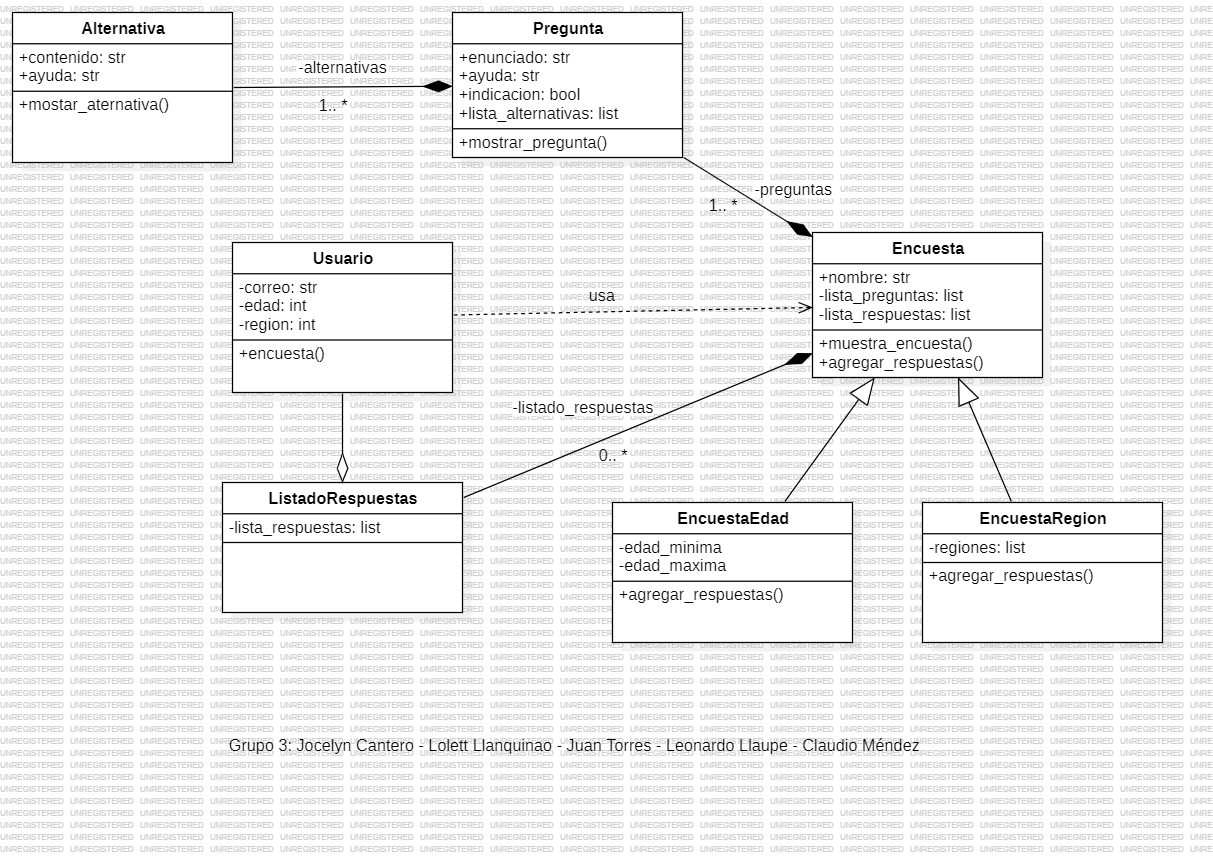 Alternativa
+contenido: str
+ayuda: str
+mostar_aternativa()
-alternativas
1.. *
Pregunta
+enunciado: str
+ayuda: str
+indicacion: bool
+lista_alternativas: list
+mostrar_pregunta()
-preguntas
1.. *
Usuario
-correo: str
-edad: int
-region: int
+encuesta()
usa
Encuesta
+nombre: str
-lista_preguntas: list
-lista_respuestas: list
+muestra_encuesta()
+agregar_respuestas()
-listado_respuestas
0.. *
ListadoRespuestas
-lista_respuestas: list
EncuestaEdad
-edad_minima
-edad_maxima
+agregar_respuestas()
EncuestaRegion
-regiones: list
+agregar_respuestas()
Grupo 3: Jocelyn Cantero - Lolett Llanquinao - Juan Torres - Leonardo Llaupe - Claudio Méndez
UNREGISTERED